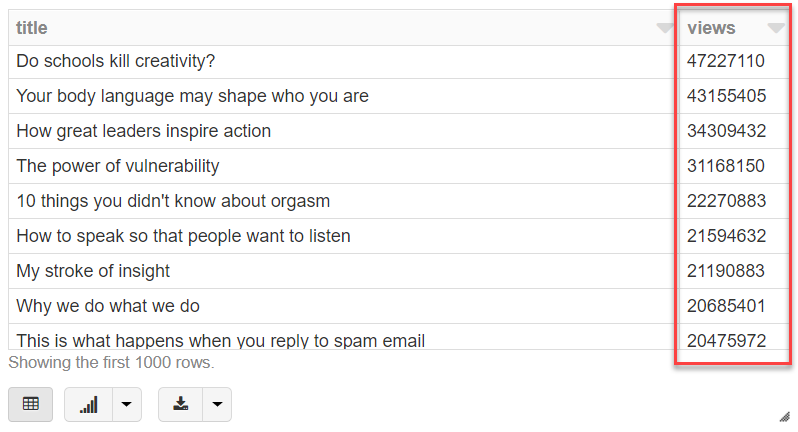 title views
Do schools kill creativity? 47227110
Your body language may shape who you are 43155405
How great leaders inspire action 34309432
The power of vulnerability 31168150
10 things you didn't know about orgasm 22270883
How to speak so that people want to listen 21594632
My stroke of insight 21190883
Why we do what we do 20685401
This is what happens when you reply to spam email 20475972
Showing the first 1000 rows.